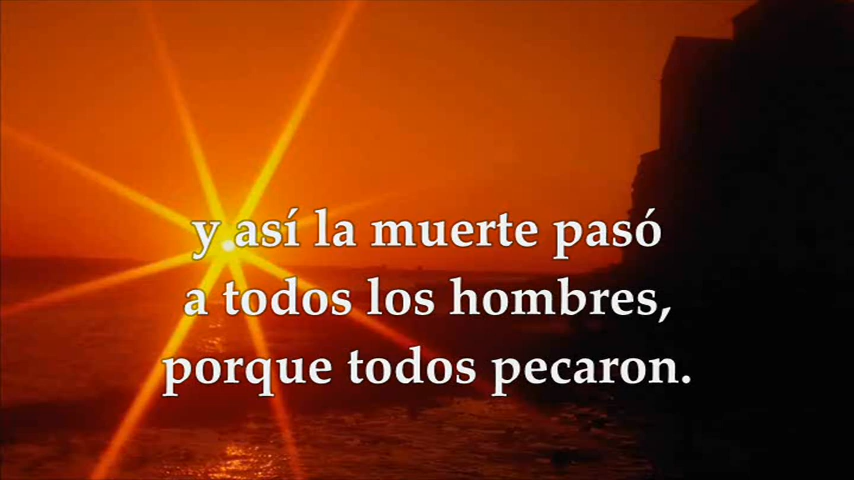 y así la muerte pasó
a todos los hombres,
porque todos pecaron.